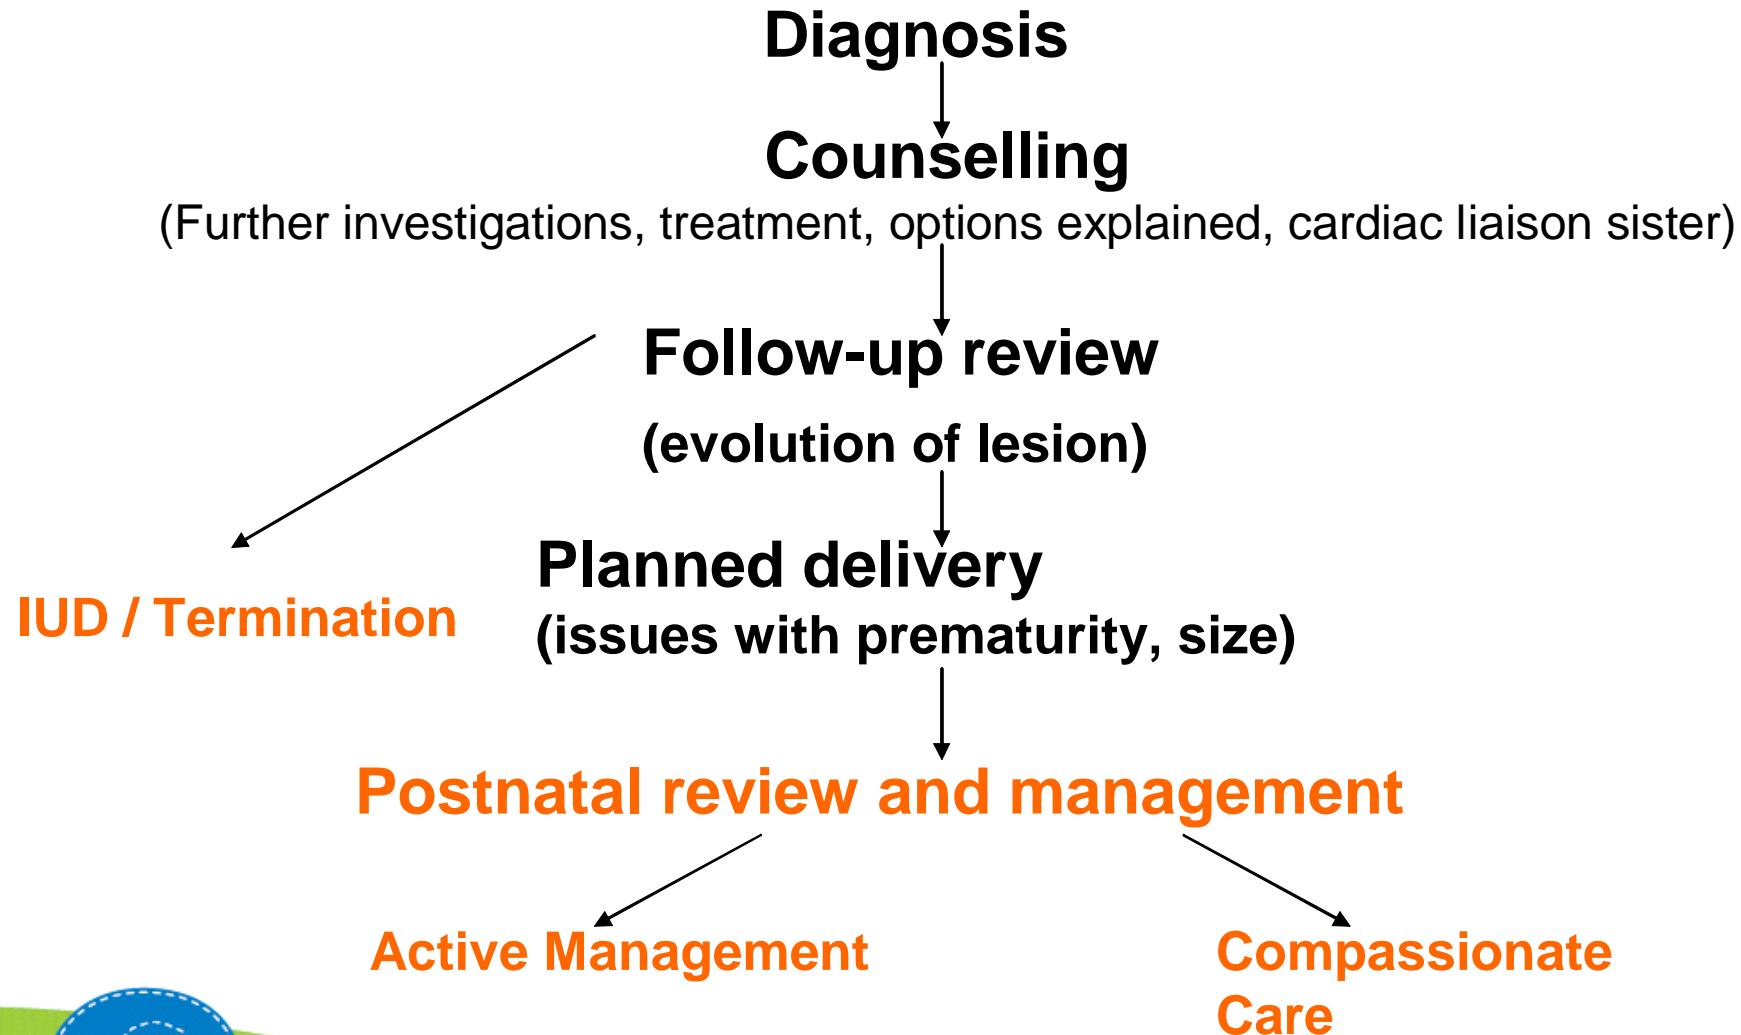 Diagnosis
Counselling
(Further investigations, treatment, options explained, cardiac liaison sister)
Follow-up review
(evolution of lesion)
Planned delivery
IUD / Termination
(issues with prematurity, size)
Postnatal review and management
Active Management
Compassionate
Care